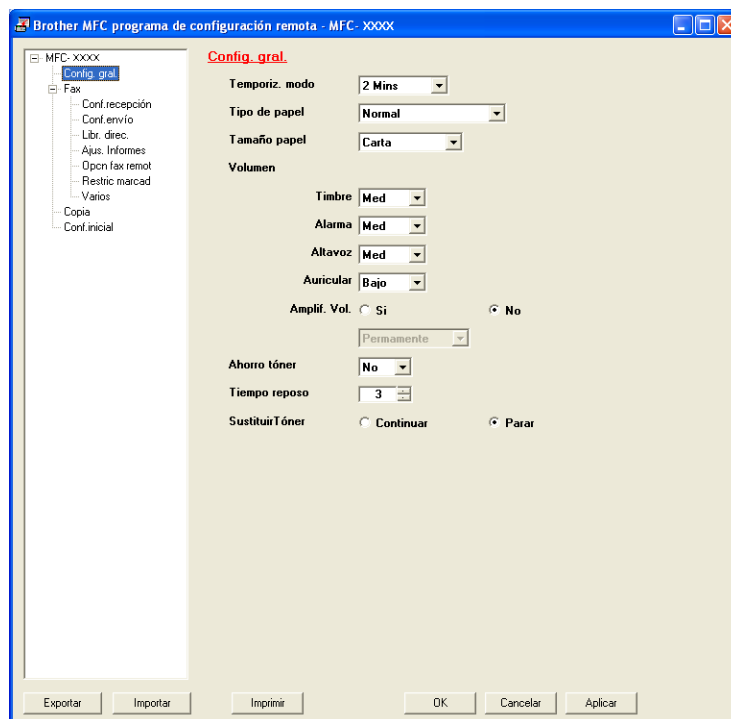 Brother MFC programa de configuración remota - MFC- XXXX
MFC- XXXX
Config. gral.
Fax
Conf.recepción
Conf.envío
Libr. direc.
Ajus. Informes
Opcn fax remot
Restric marcad
Varios
Copia
Conf.inicial
Config. gral.
Temporiz. modo 2 Mins
Tipo de papel Normal
Tamaño papel Carta
Volumen
Timbre Med
Alarma Med
Altavoz Med
Auricular Bajo
Amplif. Vol. Si No
Permamente
Ahorro tóner No
Tiempo reposo 3
SustituirTóner Continuar Parar
Exportar Importar Imprimir OK Cancelar Aplicar